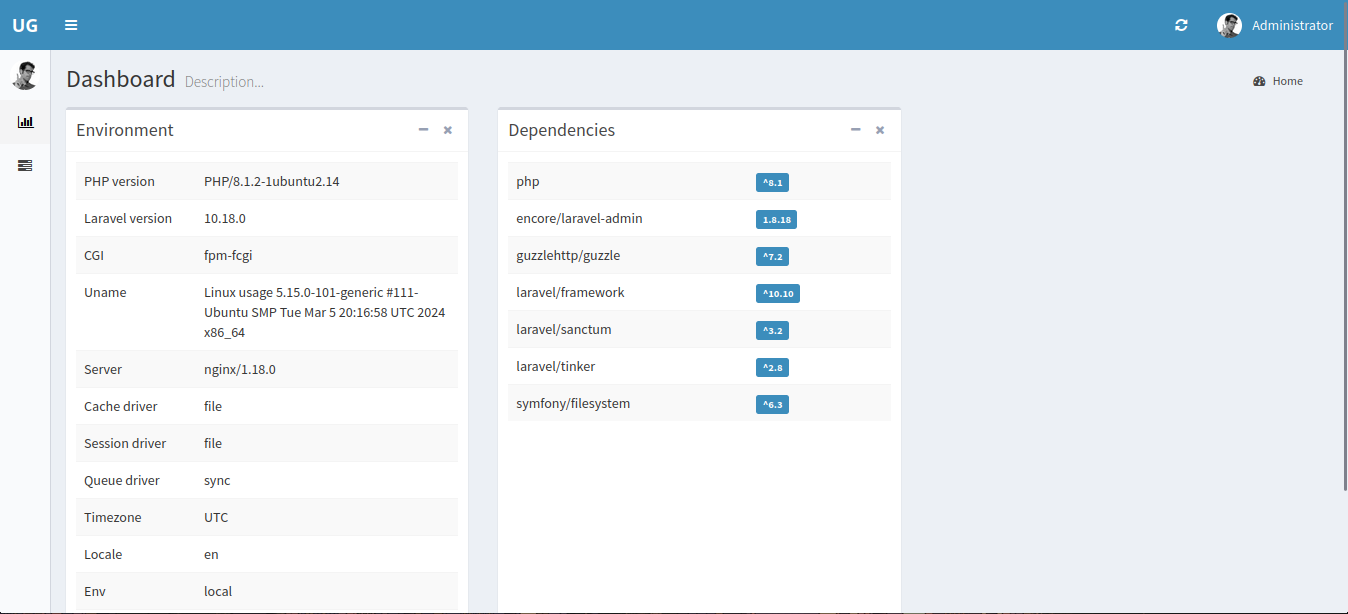 UG
Administrator
Dashboard Description...
Home
Environment
PHP version PHP/8.1.2-1ubuntu2.14
Laravel version 10.18.0
CGI fpm-fcgi
Uname Linux usage 5.15.0-101-generic #111-
Ubuntu SMP Tue Mar 5 20:16:58 UTC 2024
x86_64
Server nginx/1.18.0
Cache driver file
Session driver file
Queue driver sync
Timezone UTC
Locale en
Env local
Dependencies
php ^8.1
encore/laravel-admin 1.8.18
guzzlehttp/guzzle ^7.2
laravel/framework ^10.10
laravel/sanctum ^3.2
laravel/tinker ^2.8
symfony/filesystem ^6.3